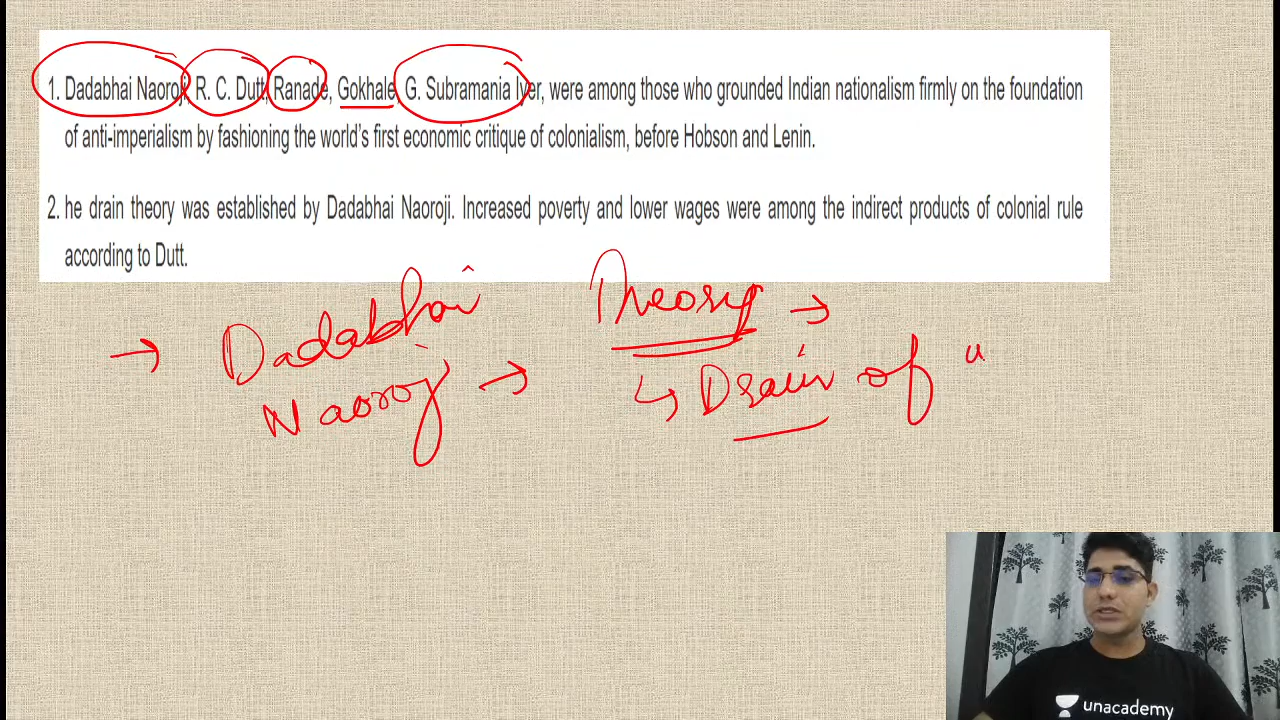 1. Dadabhai Naoroji, R. C. Dutt, Ranade, Gokhale, G. Subramania Iyer, were among those who grounded Indian nationalism firmly on the foundation
of anti-imperialism by fashioning the world's first economic critique of colonialism, before Hobson and Lenin.
2. he drain theory was established by Dadabhai Naoroji. Increased poverty and lower wages were among the indirect products of colonial rule
according to Dutt.
→ Dadabhai Theory →
Naoroji → ↳ Drain of
unacademy